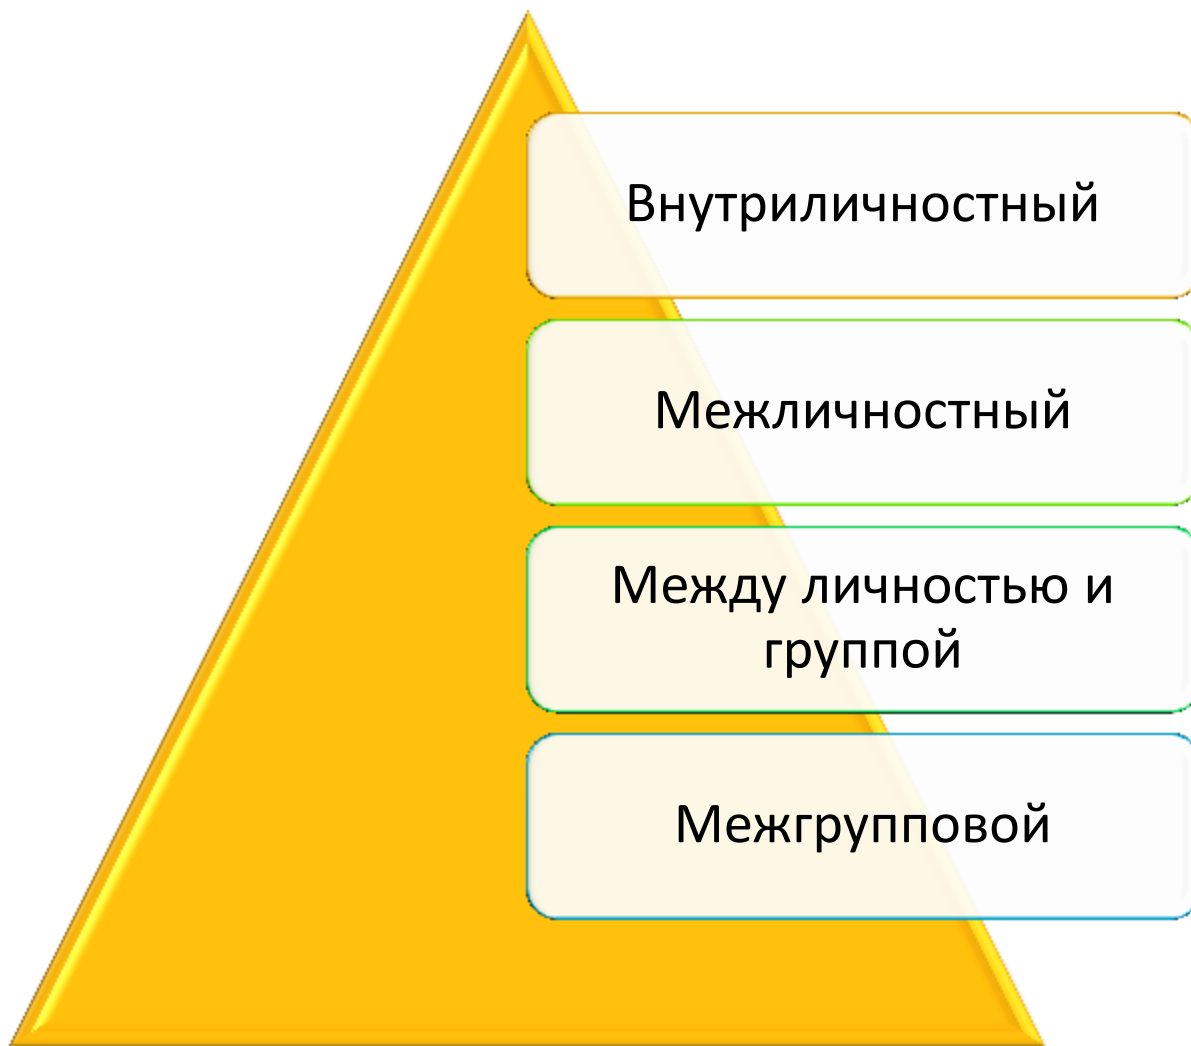 Внутриличностный
Межличностный
Между личностью и
группой
Межгрупповой